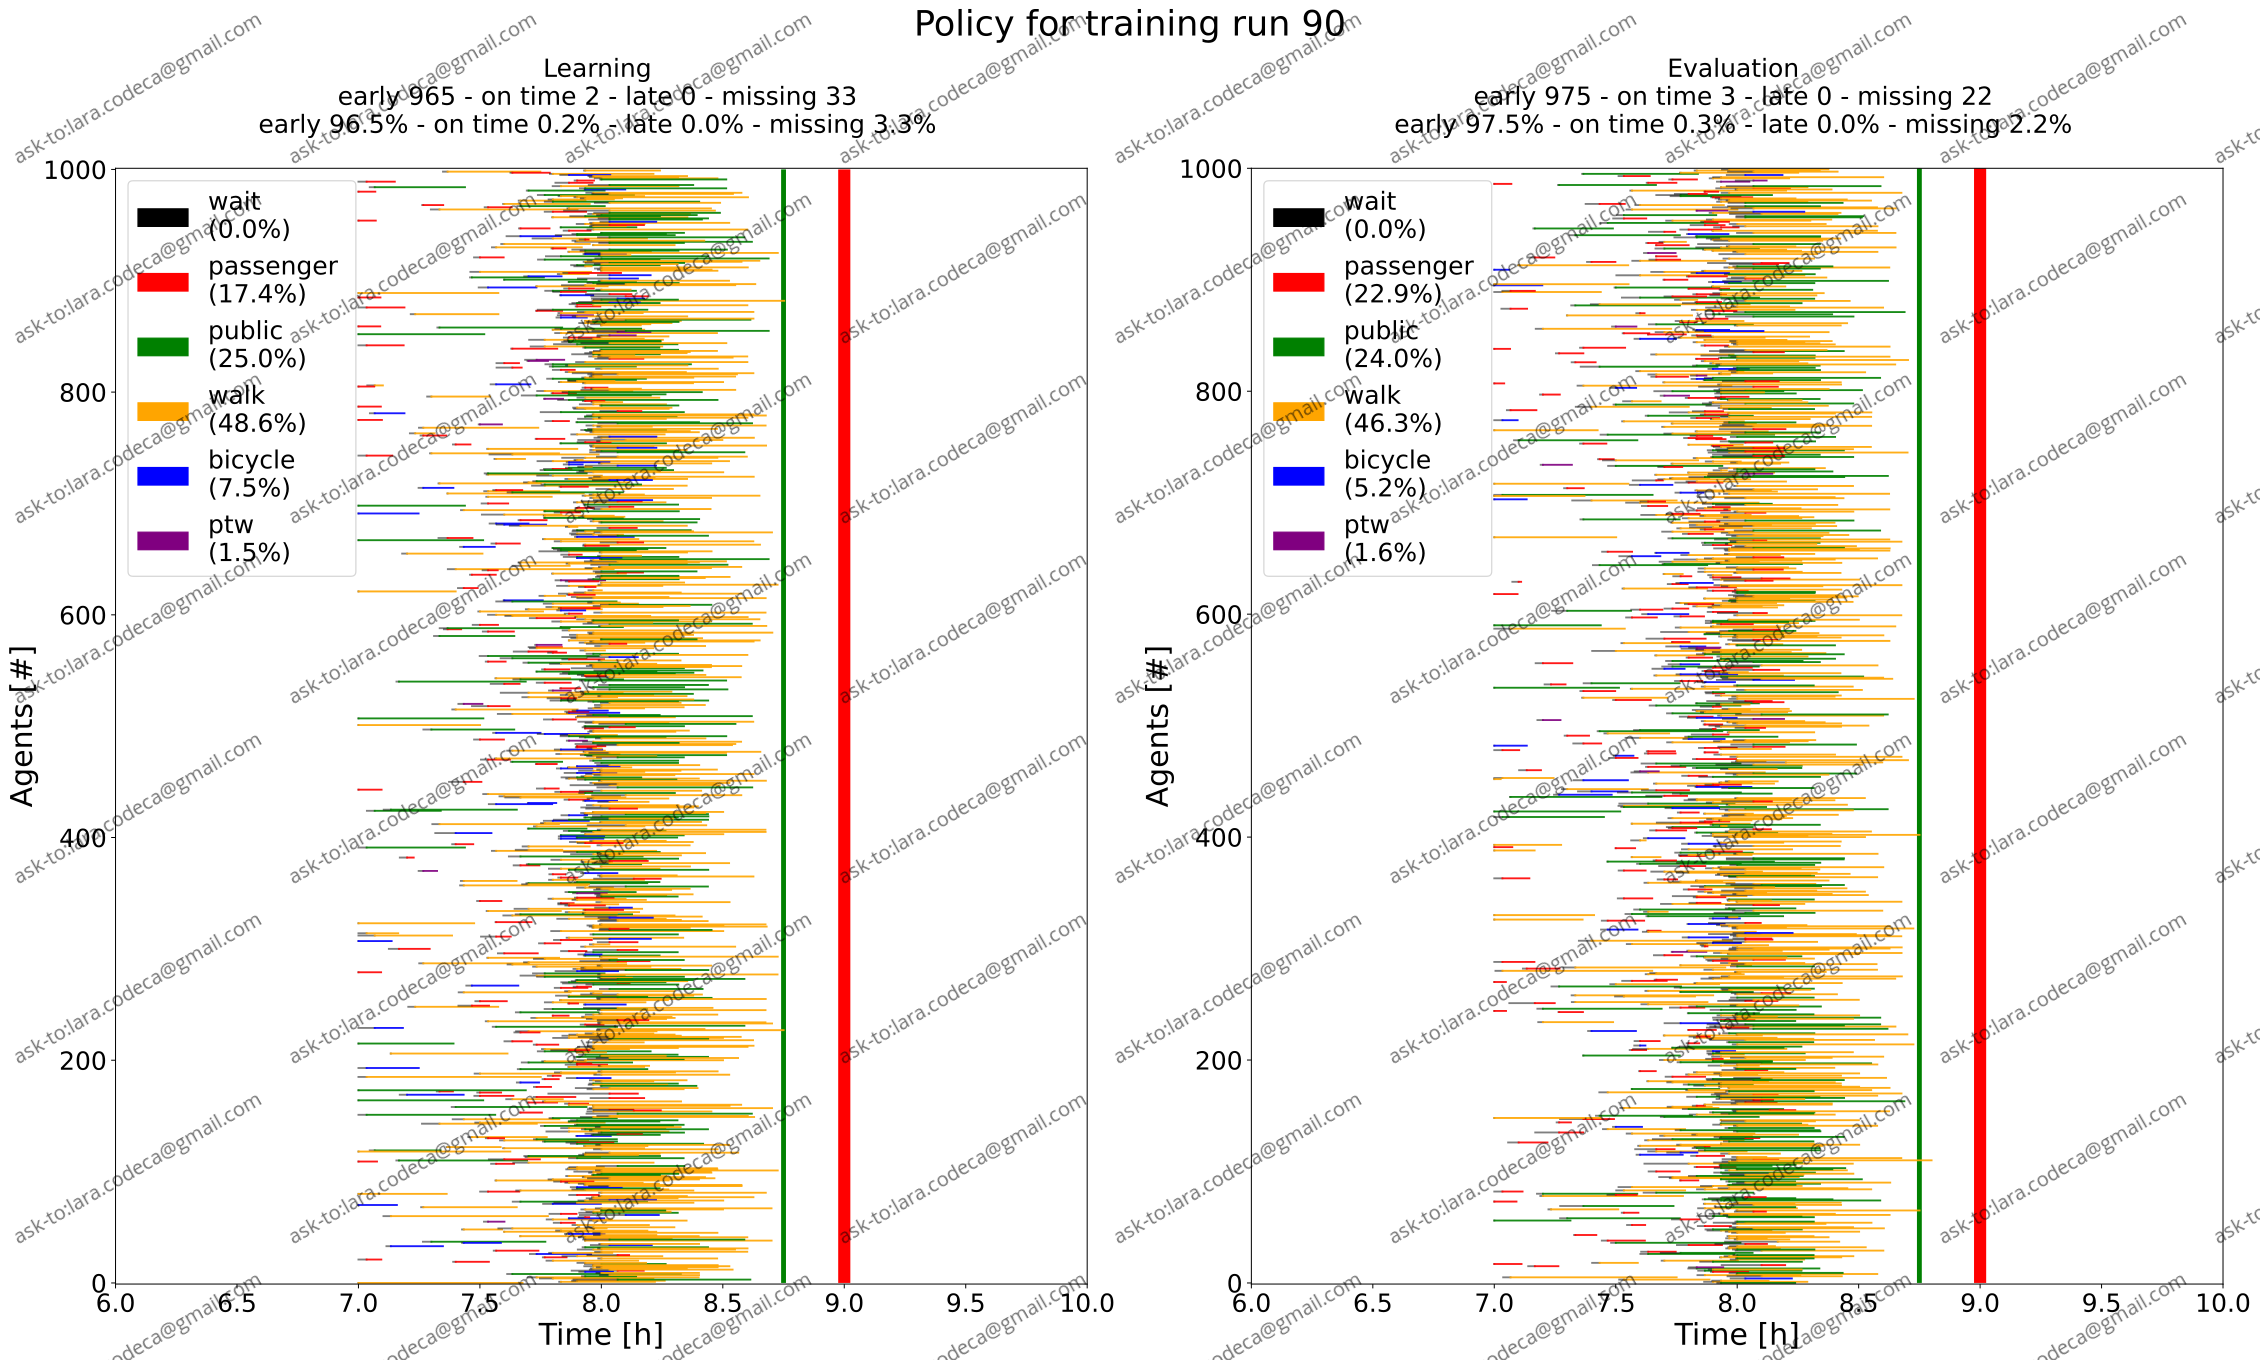 Policy for training run 90
Learning
early 965 - on time 2 - late 0 - missing 33
early 96.5% - on time 0.2% - late 0.0% - missing 3.3%
1000
800
600
400
200
0
Agents [#]
wait
(0.0%)
passenger
(17.4%)
public
(25.0%)
walk
(48.6%)
bicycle
(7.5%)
ptw
(1.5%)
6.0 6.5 7.0 7.5 8.0 8.5 9.0 9.5 10.0
Time [h]
Evaluation
early 975 - on time 3 - late 0 - missing 22
early 97.5% - on time 0.3% - late 0.0% - missing 2.2%
1000
800
600
400
200
0
Agents [#]
wait
(0.0%)
passenger
(22.9%)
public
(24.0%)
walk
(46.3%)
bicycle
(5.2%)
ptw
(1.6%)
6.0 6.5 7.0 7.5 8.0 8.5 9.0 9.5 10.0
Time [h]
ask-to:lara.codeca@gmail.com